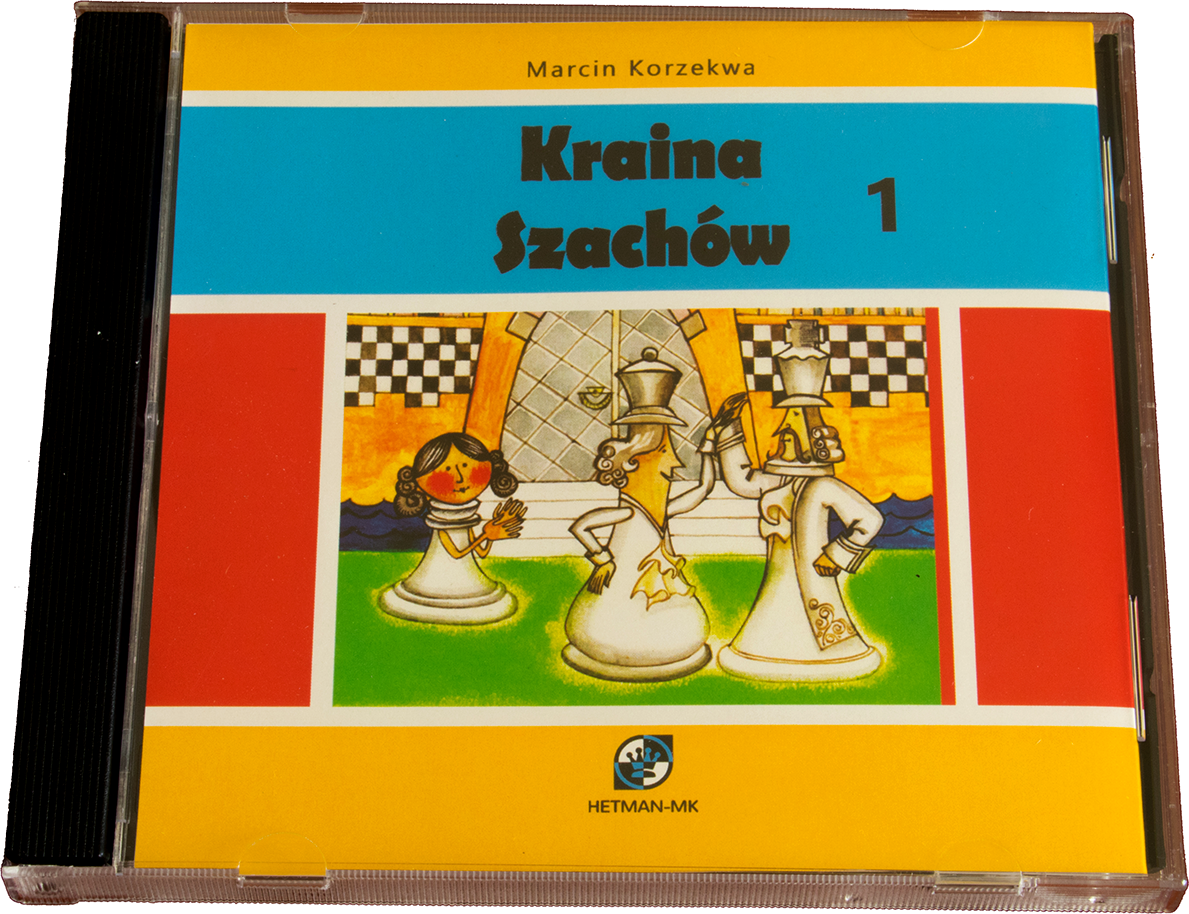 Marcin Korzekwa
Kraina
Szachów
1
HETMAN-MK